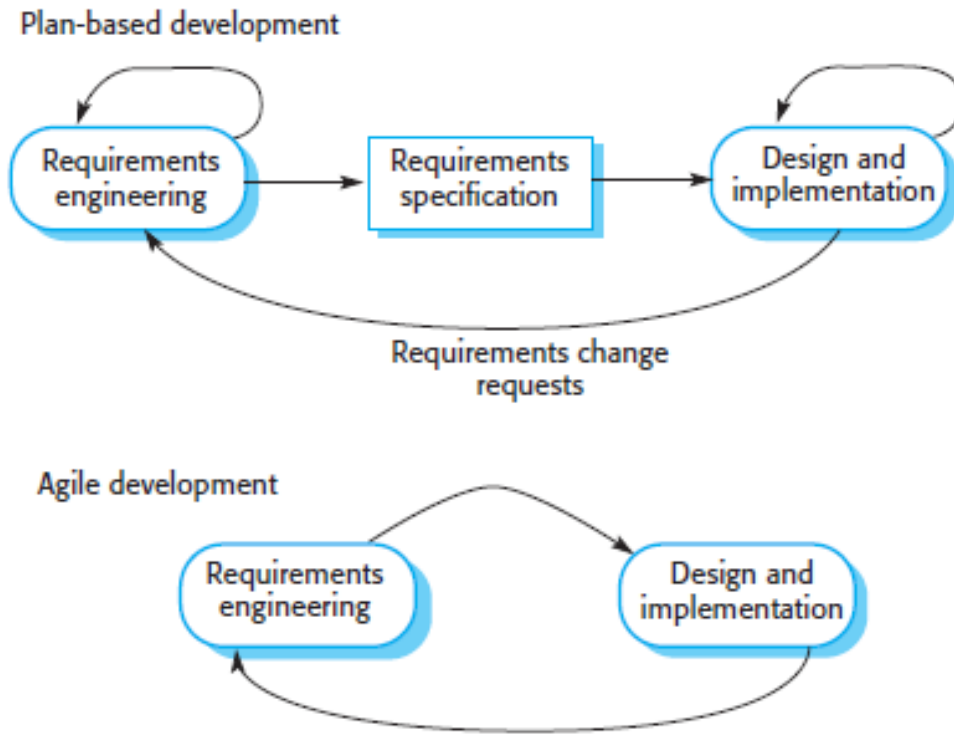 Plan-based development
Requirements
engineering
Requirements
specification
Design and
implementation
Requirements change
requests
Agile development
Requirements
engineering
Design and
implementation